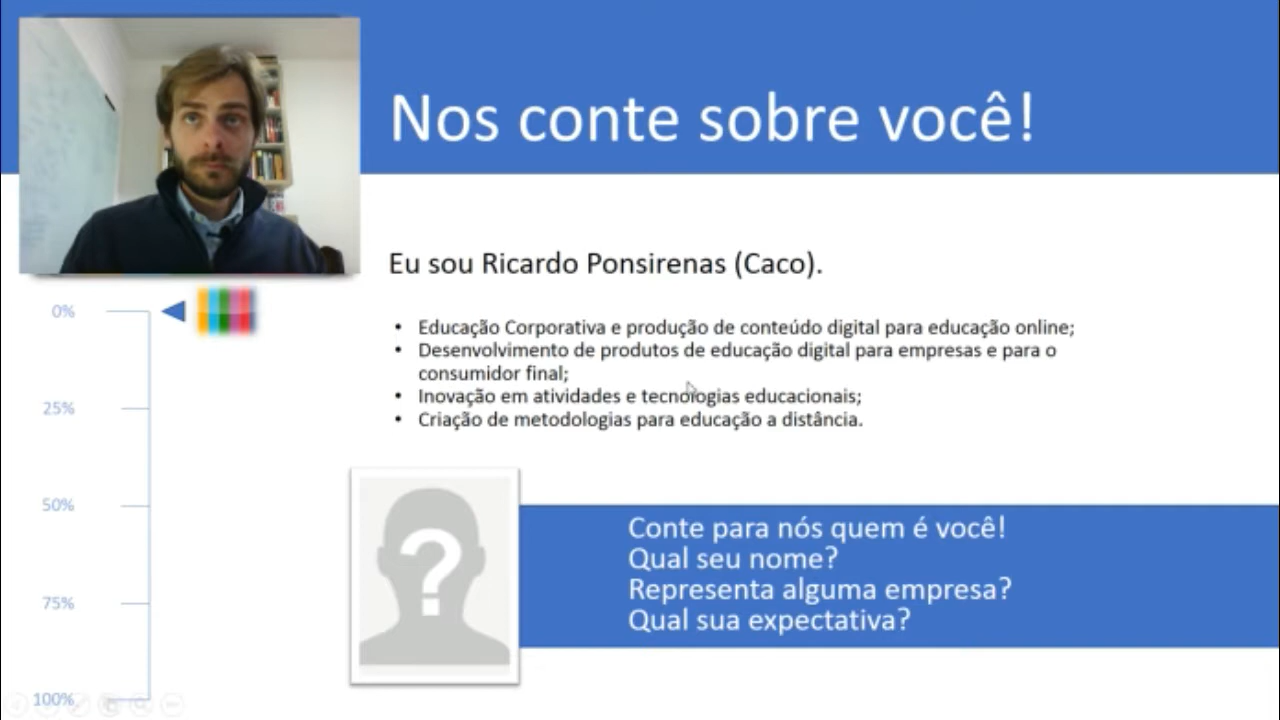 Nos conte sobre você!
Eu sou Ricardo Ponsirenas (Caco).
• Educação Corporativa e produção de conteúdo digital para educação online;
• Desenvolvimento de produtos de educação digital para empresas e para o
consumidor final;
• Inovação em atividades e tecnologias educacionais;
• Criação de metodologias para educação a distância.
0%
25%
50%
75%
100%
?
Conte para nós quem é você!
Qual seu nome?
Representa alguma empresa?
Qual sua expectativa?